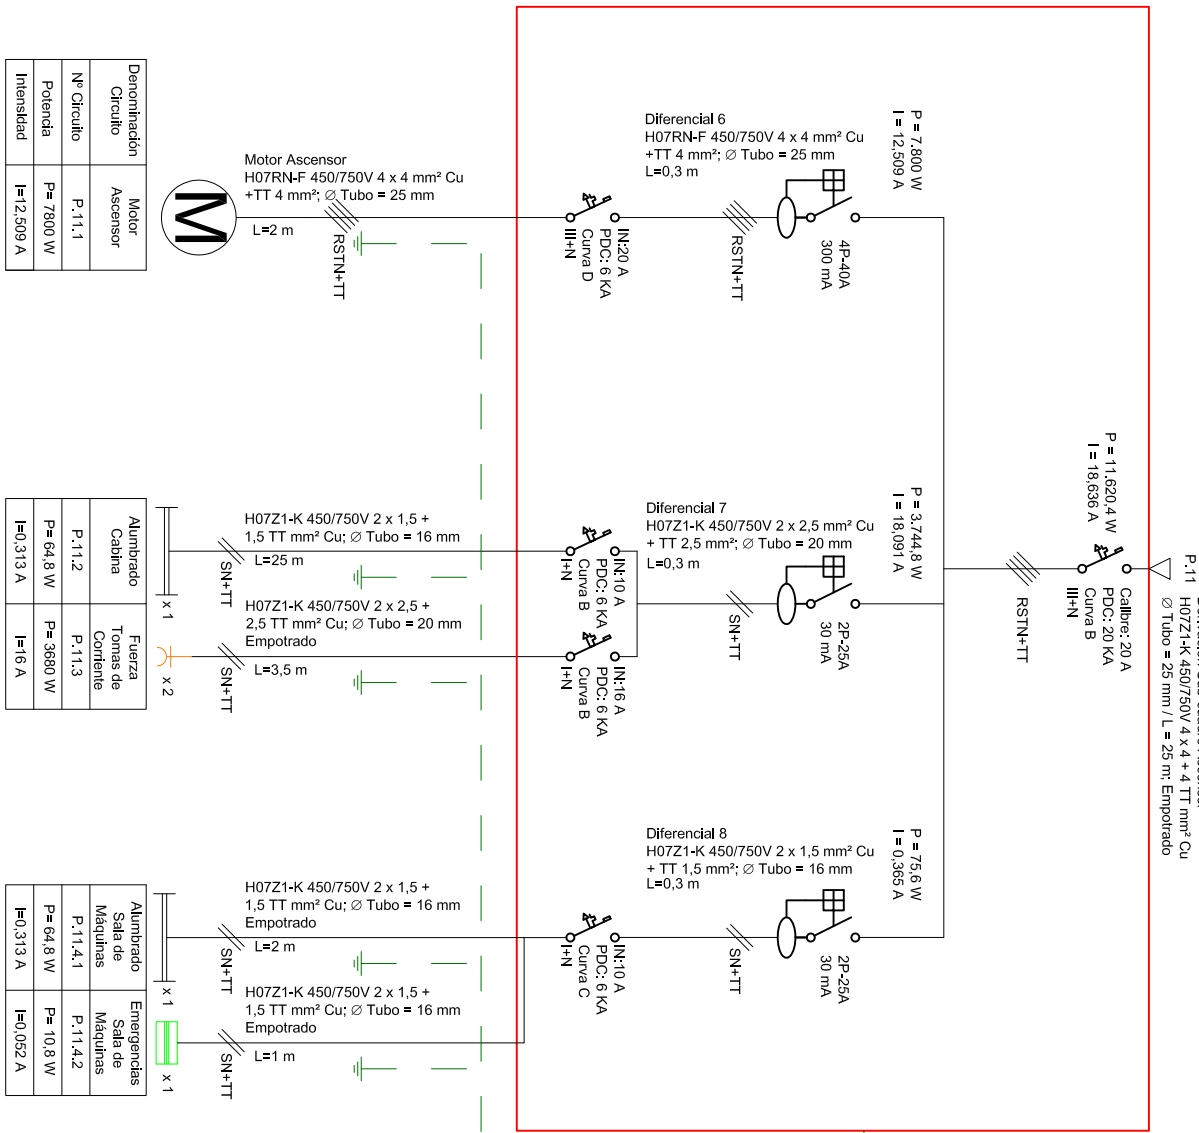 P.11
H07Z1-K 450/750V 4 x 4 + 4 TT mm² Cu
∅ Tubo = 25 mm / L = 25 m; Empotrado
Calibre: 20 A
PDC: 20 KA
Curva B
III+N
P = 11.620,4 W
I = 18,636 A
RSTN+TT
P = 7.800 W
I = 12,509 A
Diferencial 6
H07RN-F 450/750V 4 x 4 mm² Cu
+TT 4 mm²; ∅ Tubo = 25 mm
L=0,3 m
4P-40A
300 mA
RSTN+TT
IN:20 A
PDC: 6 KA
Curva D
III+N
Motor Ascensor
H07RN-F 450/750V 4 x 4 mm² Cu
+TT 4 mm²; ∅ Tubo = 25 mm
L=2 m
RSTN+TT
M
P = 3.744,8 W
I = 18,091 A
Diferencial 7
H07Z1-K 450/750V 2 x 2,5 mm² Cu
+ TT 2,5 mm²; ∅ Tubo = 20 mm
L=0,3 m
2P-25A
30 mA
SN+TT
IN:10 A
PDC: 6 KA
Curva B
I+N
H07Z1-K 450/750V 2 x 1,5 +
1,5 TT mm² Cu; ∅ Tubo = 16 mm
L=25 m
SN+TT
x 1
IN:16 A
PDC: 6 KA
Curva B
I+N
H07Z1-K 450/750V 2 x 2,5 +
2,5 TT mm² Cu; ∅ Tubo = 20 mm
Empotrado
L=3,5 m
SN+TT
x 2
P = 75,6 W
I = 0,365 A
Diferencial 8
H07Z1-K 450/750V 2 x 1,5 mm² Cu
+ TT 1,5 mm²; ∅ Tubo = 16 mm
L=0,3 m
2P-25A
30 mA
SN+TT
IN:10 A
PDC: 6 KA
Curva C
I+N
H07Z1-K 450/750V 2 x 1,5 +
1,5 TT mm² Cu; ∅ Tubo = 16 mm
Empotrado
L=2 m
SN+TT
x 1
H07Z1-K 450/750V 2 x 1,5 +
1,5 TT mm² Cu; ∅ Tubo = 16 mm
Empotrado
L=1 m
SN+TT
x 1
Denominación
Circuito
Nº Circuito
Potencia
Intensidad
Motor
Ascensor
P.11.1
P= 7800 W
I=12,509 A
Alumbrado
Cabina
P.11.2
P= 64,8 W
I=0,313 A
Fuerza
Tomas de
Corriente
P.11.3
P= 3680 W
I=16 A
Alumbrado
Sala de
Máquinas
P.11.4.1
P= 64,8 W
I=0,313 A
Emergencias
Sala de
Máquinas
P.11.4.2
P= 10,8 W
I=0,052 A